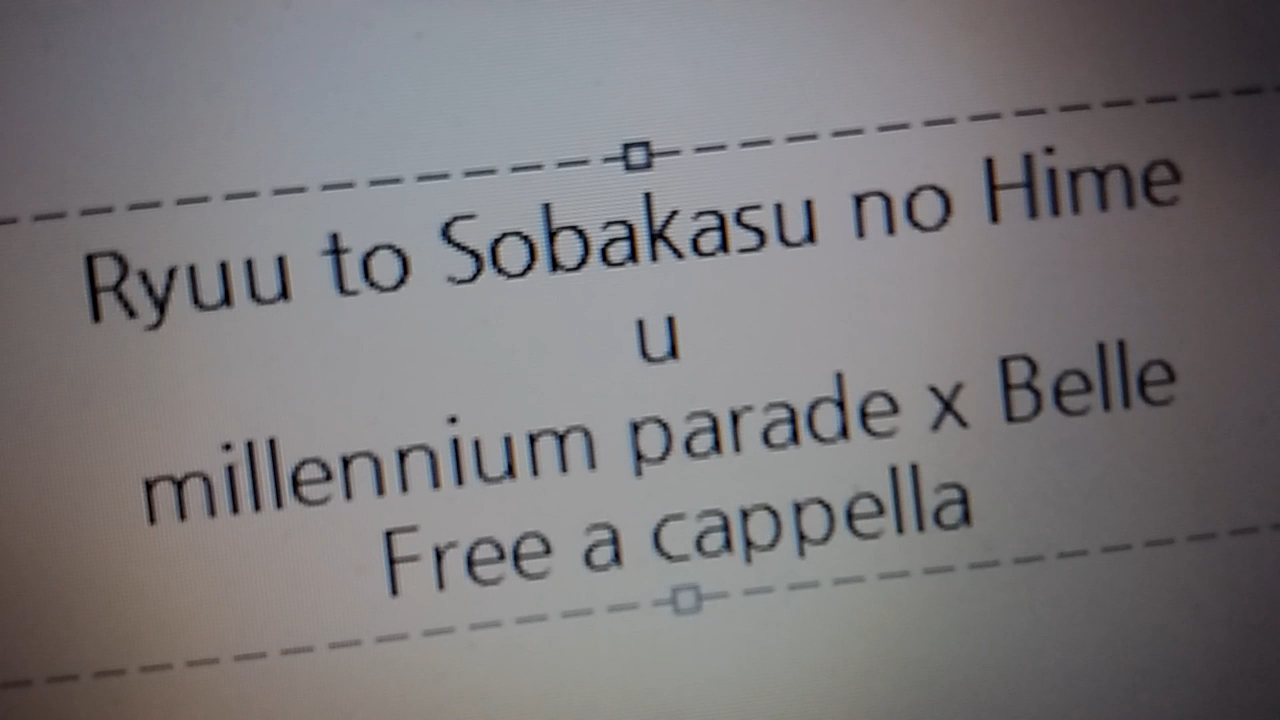 Ryuu to Sobakasu no Hime
u
millennium parade x Belle
Free a cappella